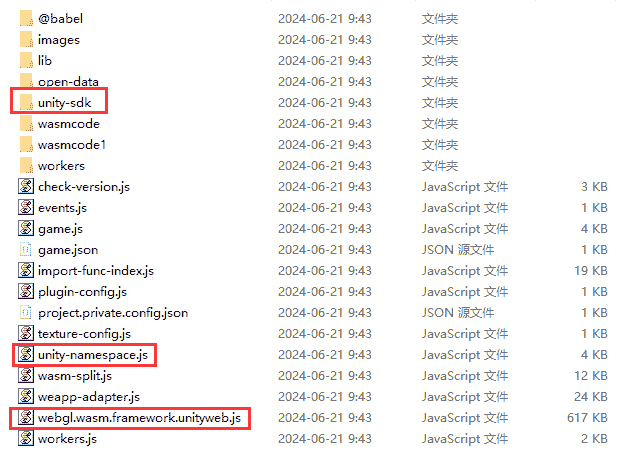 @babel 2024-06-21 9:43 文件夹
images 2024-06-21 9:43 文件夹
lib 2024-06-21 9:43 文件夹
open-data 2024-06-21 9:43 文件夹
unity-sdk 2024-06-21 9:43 文件夹
wasmcode 2024-06-21 9:43 文件夹
wasmcode1 2024-06-21 9:43 文件夹
workers 2024-06-21 9:43 文件夹
check-version.js 2024-06-21 9:43 JavaScript 文件 3 KB
events.js 2024-06-21 9:43 JavaScript 文件 1 KB
game.js 2024-06-21 9:43 JavaScript 文件 4 KB
game.json 2024-06-21 9:43 JSON 源文件 1 KB
import-func-index.js 2024-06-21 9:43 JavaScript 文件 19 KB
plugin-config.js 2024-06-21 9:43 JavaScript 文件 1 KB
project.private.config.json 2024-06-21 9:43 JSON 源文件 1 KB
texture-config.js 2024-06-21 9:43 JavaScript 文件 1 KB
unity-namespace.js 2024-06-21 9:43 JavaScript 文件 4 KB
wasm-split.js 2024-06-21 9:43 JavaScript 文件 12 KB
weapp-adapter.js 2024-06-21 9:43 JavaScript 文件 24 KB
webgl.wasm.framework.unityweb.js 2024-06-21 9:43 JavaScript 文件 617 KB
workers.js 2024-06-21 9:43 JavaScript 文件 2 KB